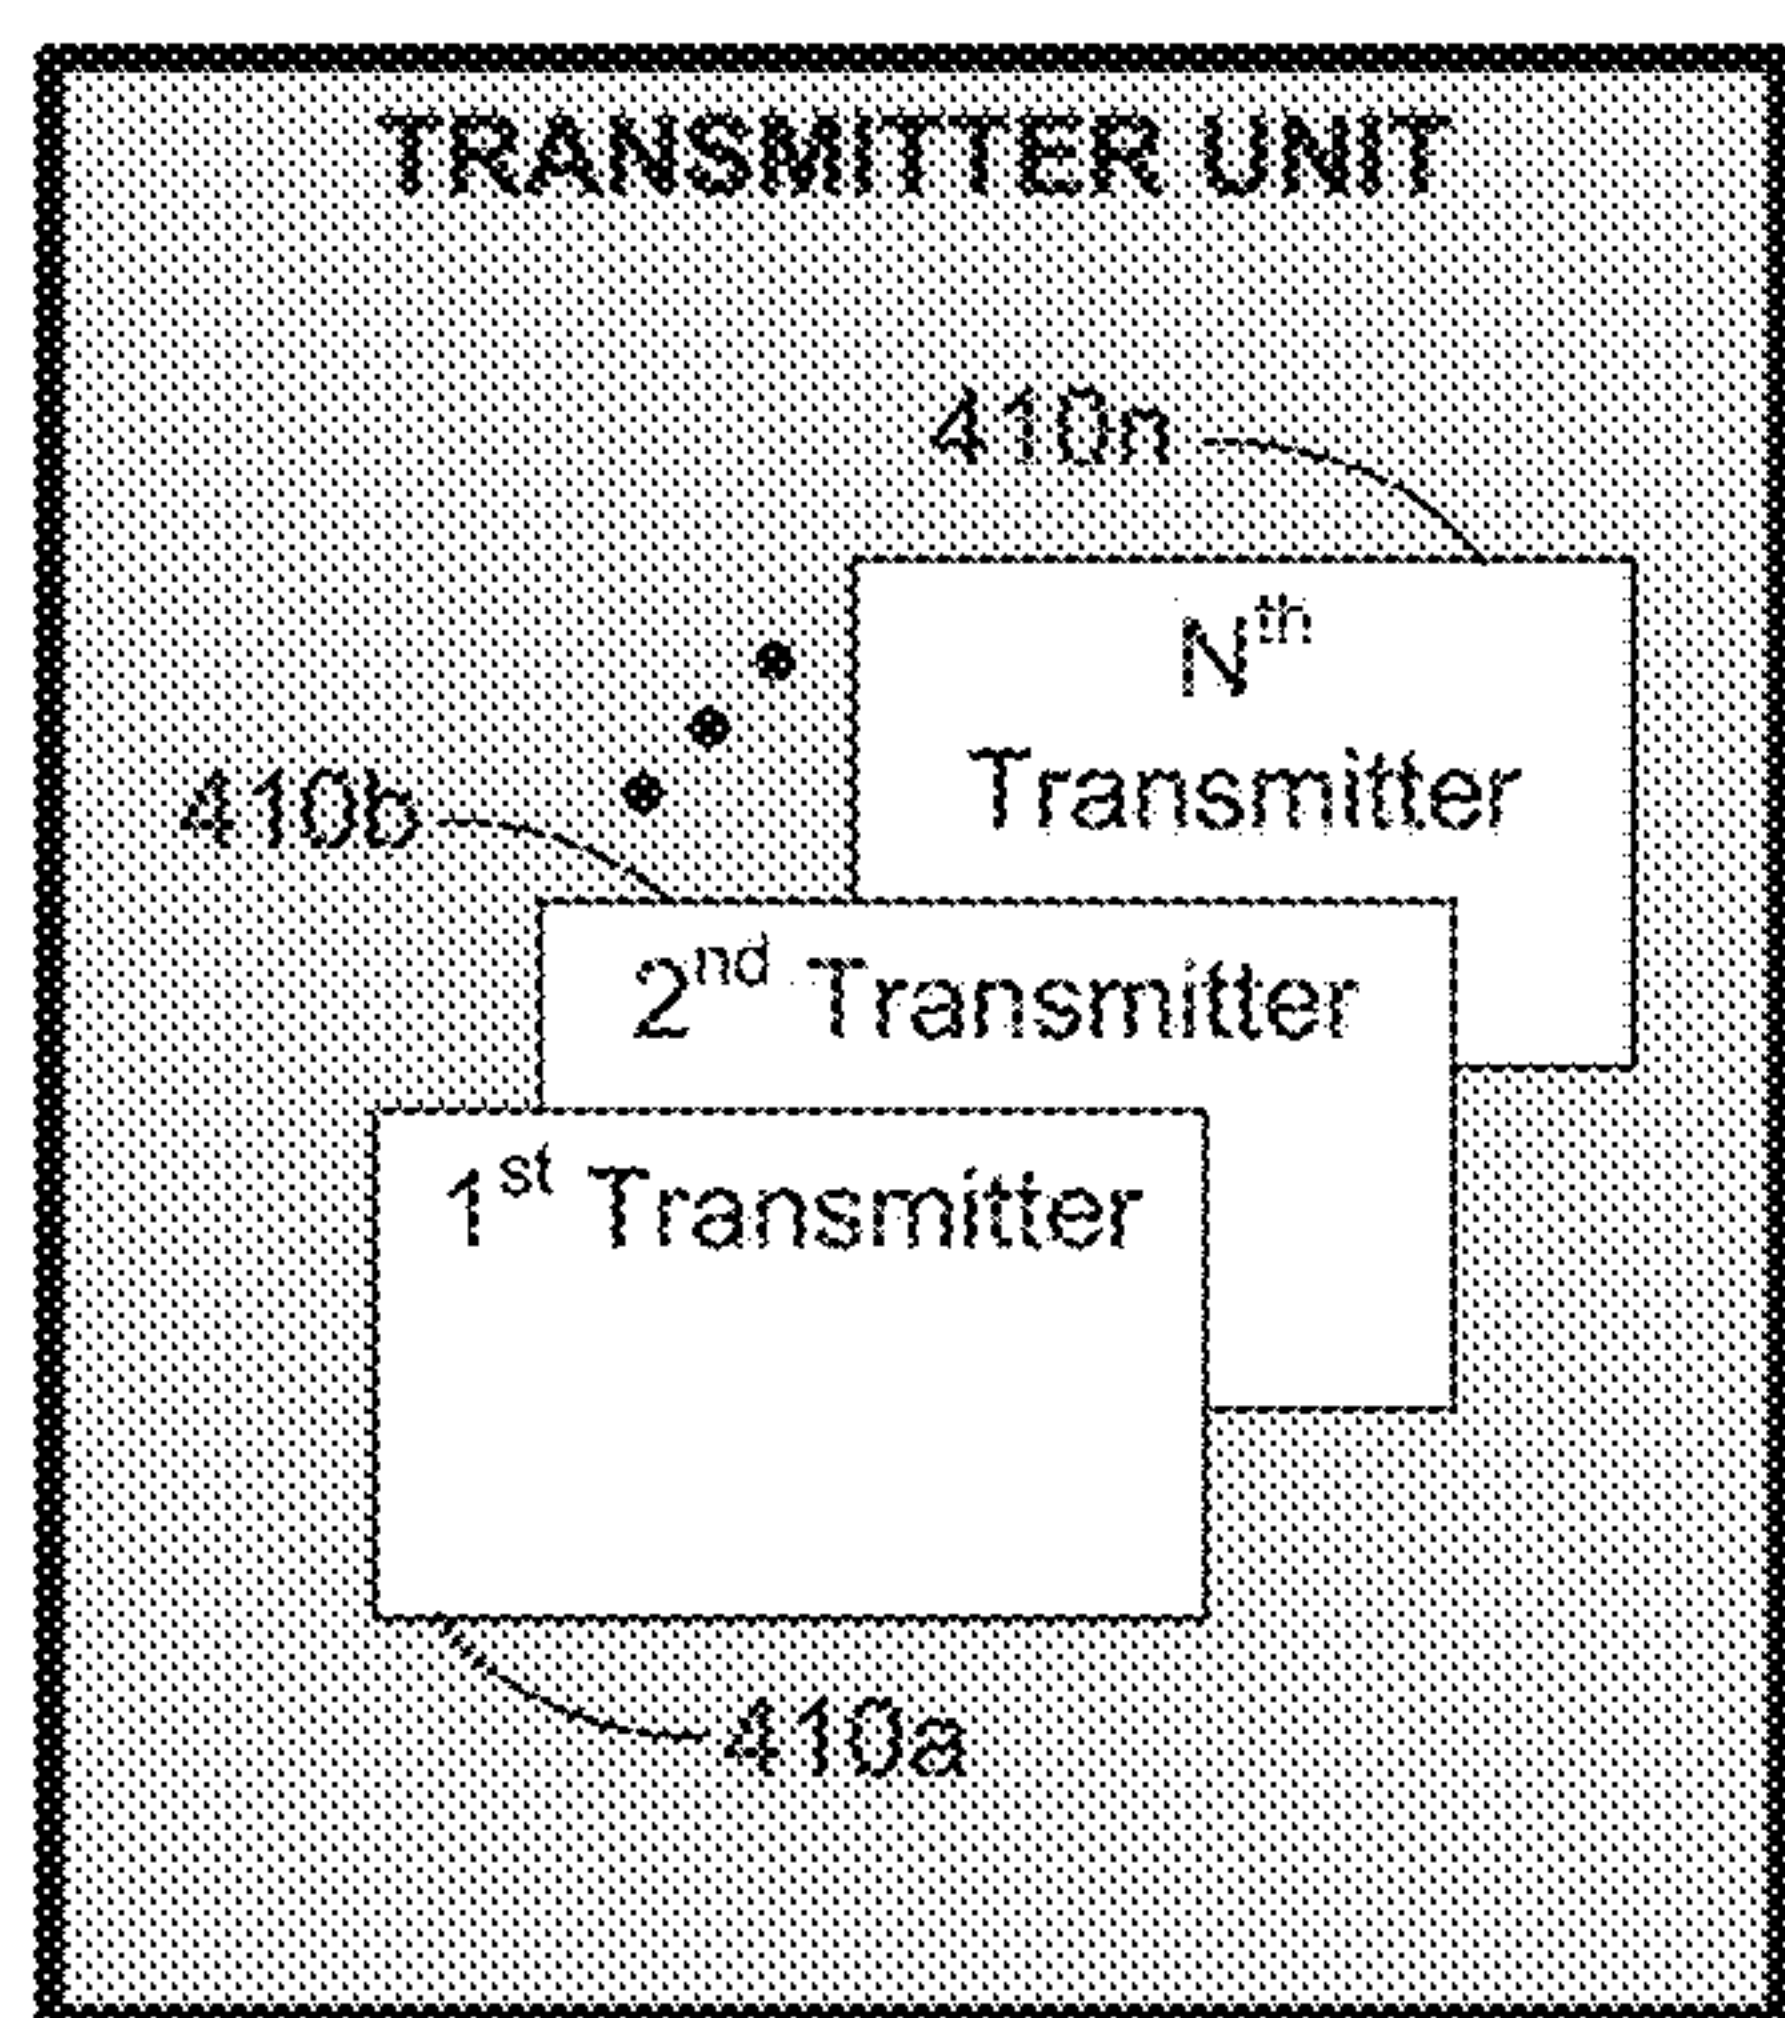 TRANSMITTER UNIT
410n
Nth
Transmitter
410b
2nd Transmitter
1st Transmitter
410a